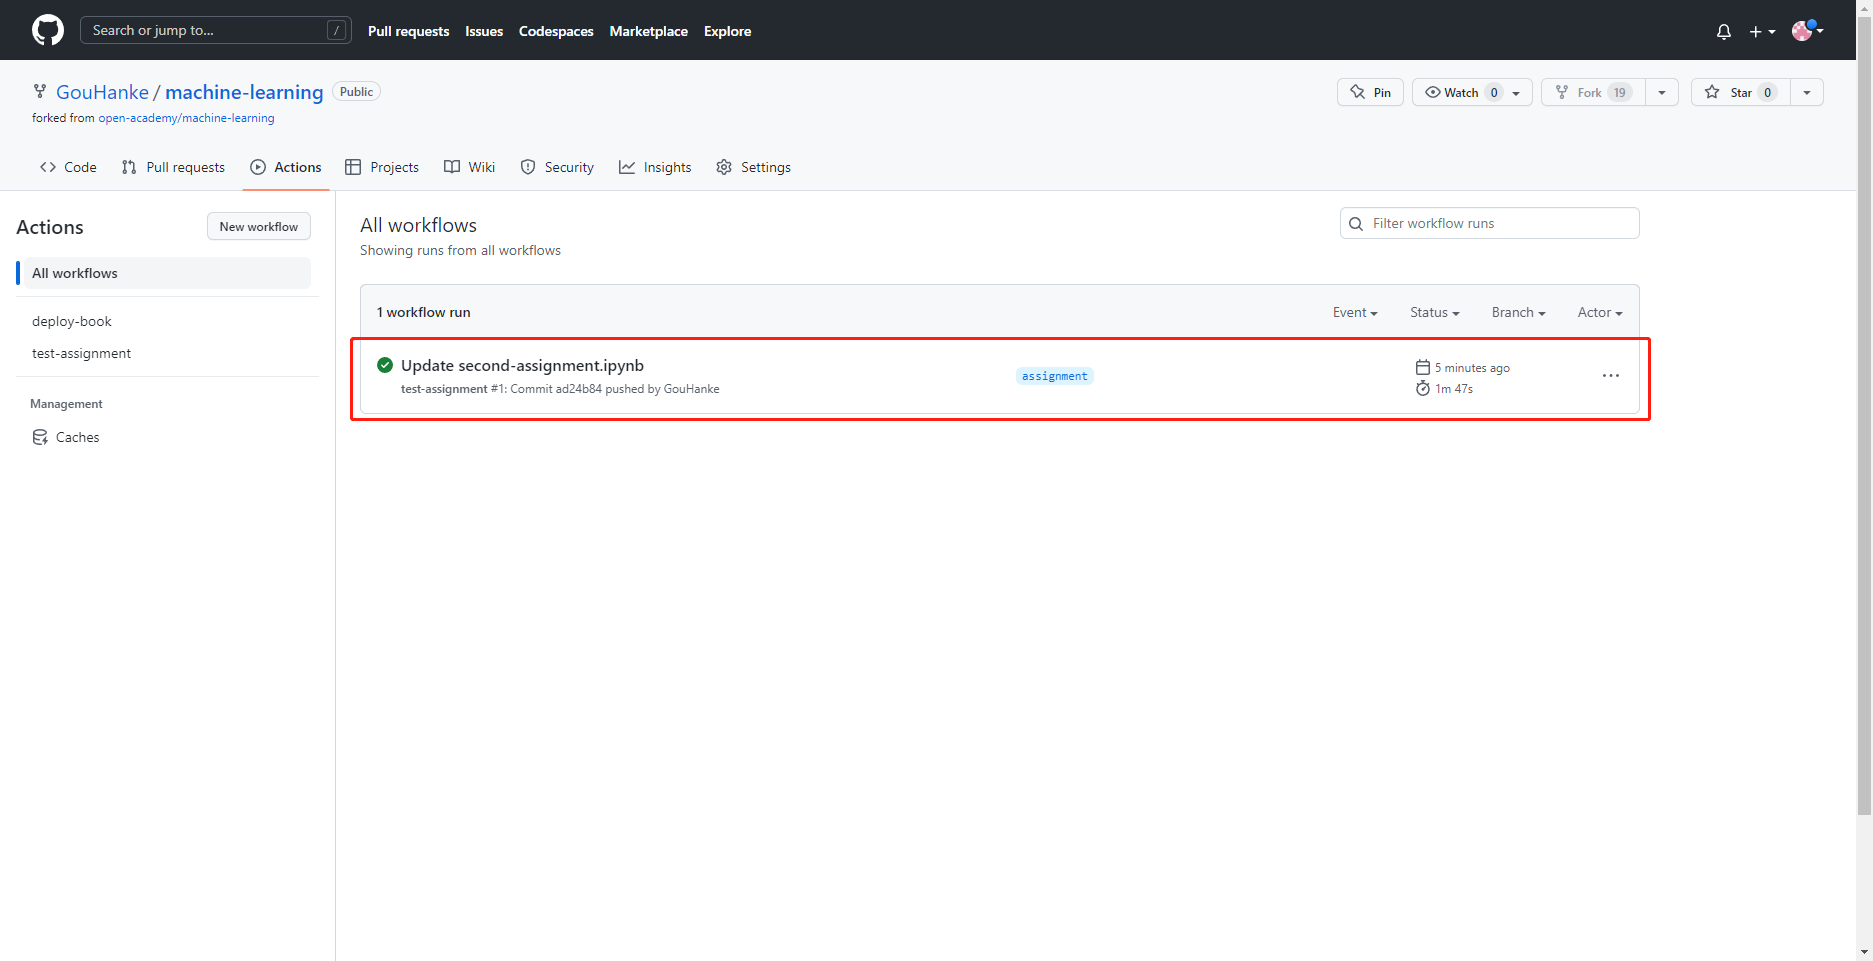 Search or jump to... /
Pull requests Issues Codespaces Marketplace Explore
GouHanke / machine-learning Public
forked from open-academy/machine-learning
Pin Watch 0 Fork 19 Star 0
Code Pull requests Actions Projects Wiki Security Insights Settings
Actions
New workflow
All workflows
deploy-book
test-assignment
Management
Caches
All workflows
Showing runs from all workflows
Filter workflow runs
1 workflow run
Event Status Branch Actor
Update second-assignment.ipynb
test-assignment #1: Commit ad24b84 pushed by GouHanke
assignment
5 minutes ago
1m 47s